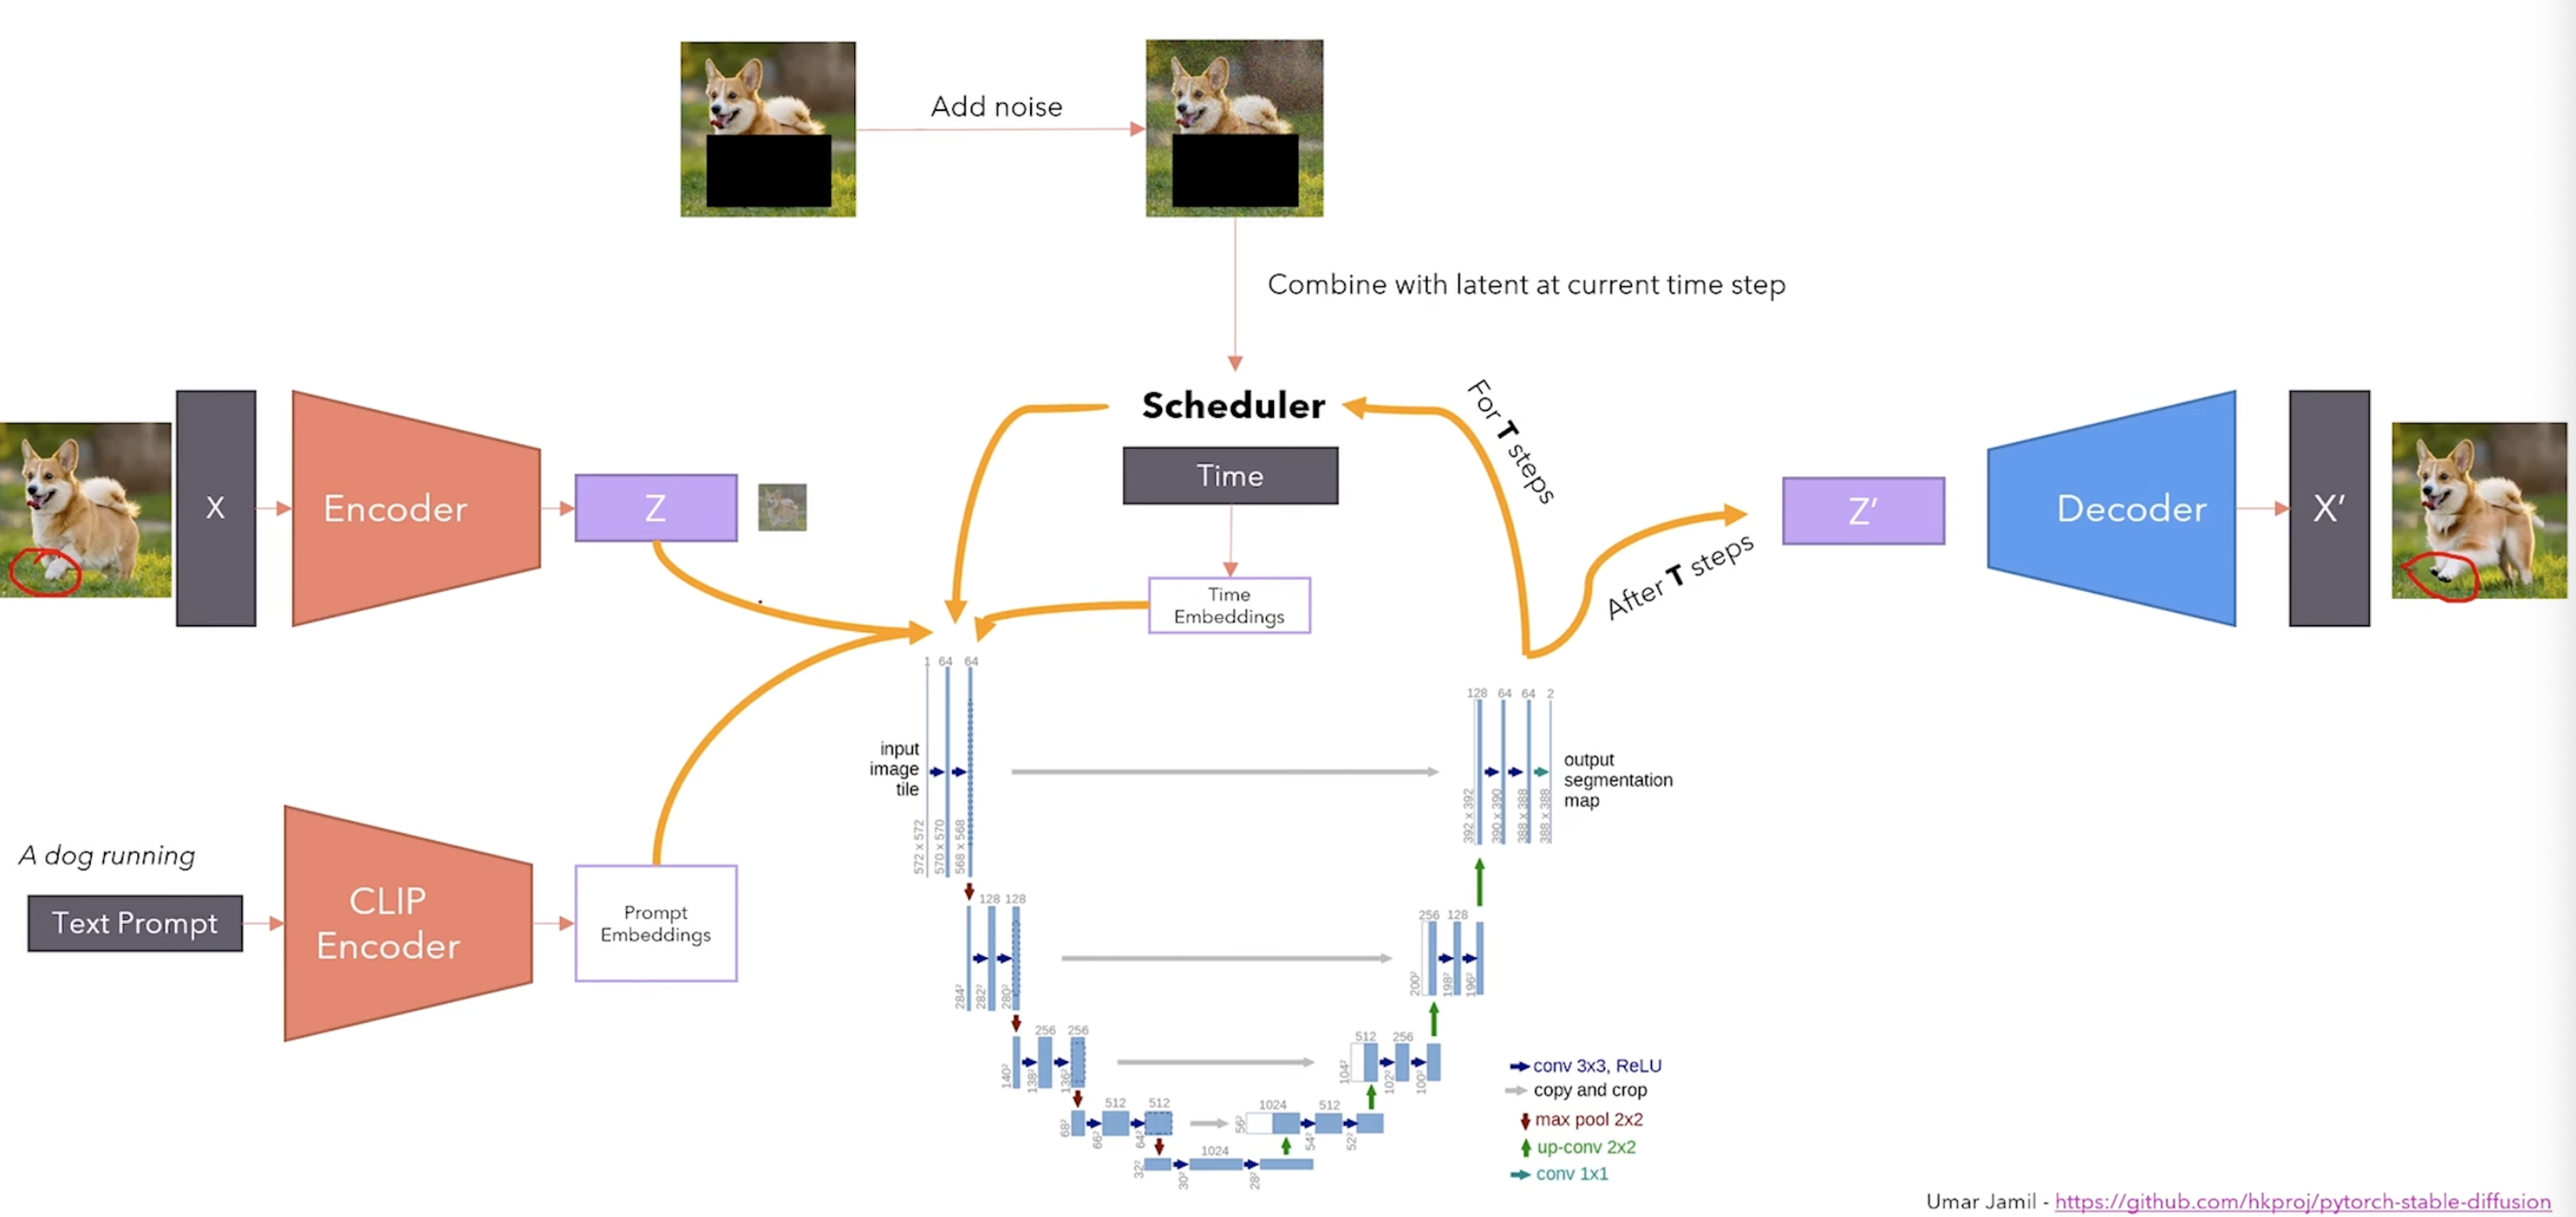 Add noise
Combine with latent at current time step
Scheduler
For T steps
Time
X
Encoder
Z
Z'
Decoder
X'
After T steps
Time
Embeddings
1 64 64
128 64 64 2
input
image
tile
output
segmentation
map
572 x 572
570 x 570
568 x 568
392 x 392
390 x 390
388 x 388
388 x 388
A dog running
Text Prompt
CLIP
Encoder
Prompt
Embeddings
128 128
256 128
284²
282²
280²
200²
198²
196²
256 256
512 256
140²
138²
136²
104²
102²
100²
conv 3x3, ReLU
copy and crop
max pool 2x2
up-conv 2x2
conv 1x1
512 512
1024 512
68²
66²
64²
56²
54²
52²
1024
32²
30²
28²
Umar Jamil - https://github.com/hkproj/pytorch-stable-diffusion